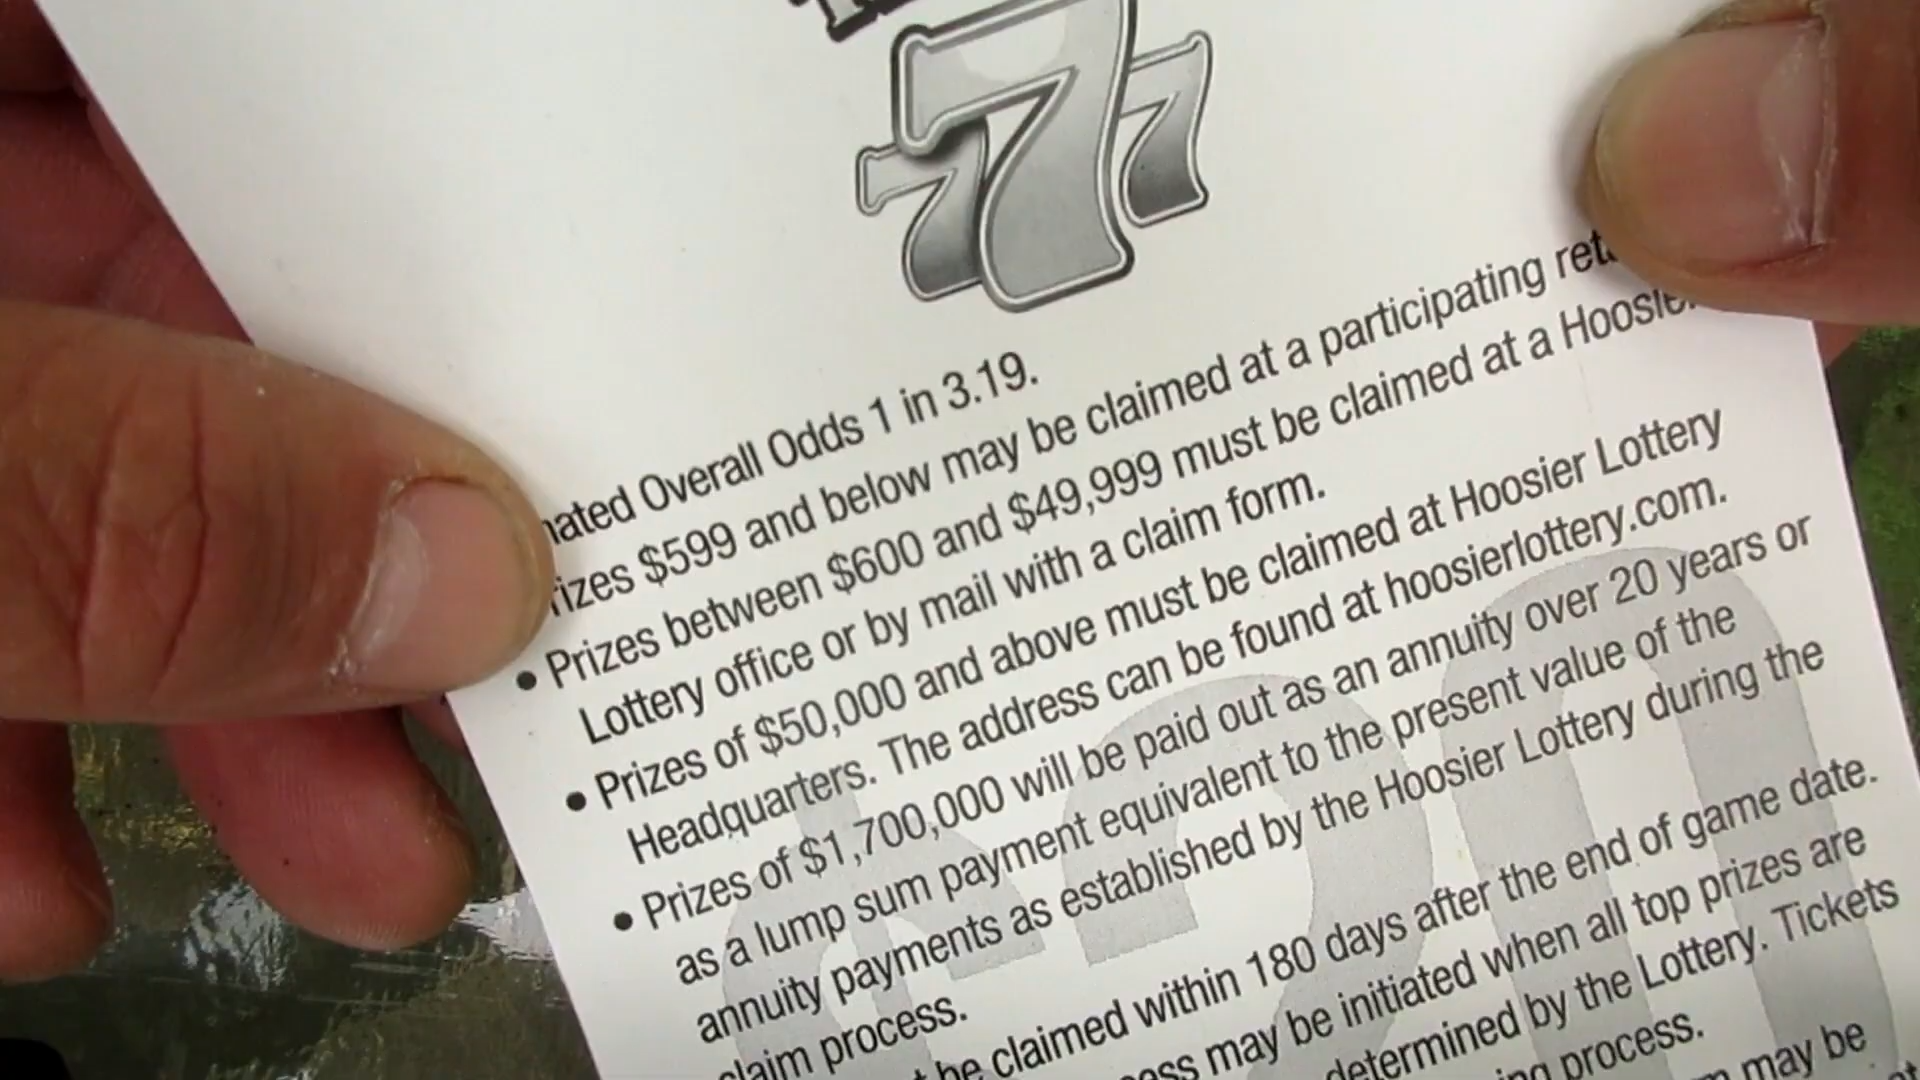 777
Overall Odds 1 in 3.19.
$599 and below may be claimed at a participating
• Prizes between $600 and $49,999 must be claimed at a
Lottery office or by mail with a claim form.
• Prizes of $50,000 and above must be claimed at Hoosier Lottery
Headquarters. The address can be found at hoosierlottery.com.
• Prizes of $1,700,000 will be paid out as an annuity over 20 years or
as a lump sum payment equivalent to the present value of the
annuity payments as established by the Hoosier Lottery during the
claim process.
be claimed within 180 days after the end of game date.
may be initiated when all top prizes are
determined by the Lottery. Tickets
process.
may be